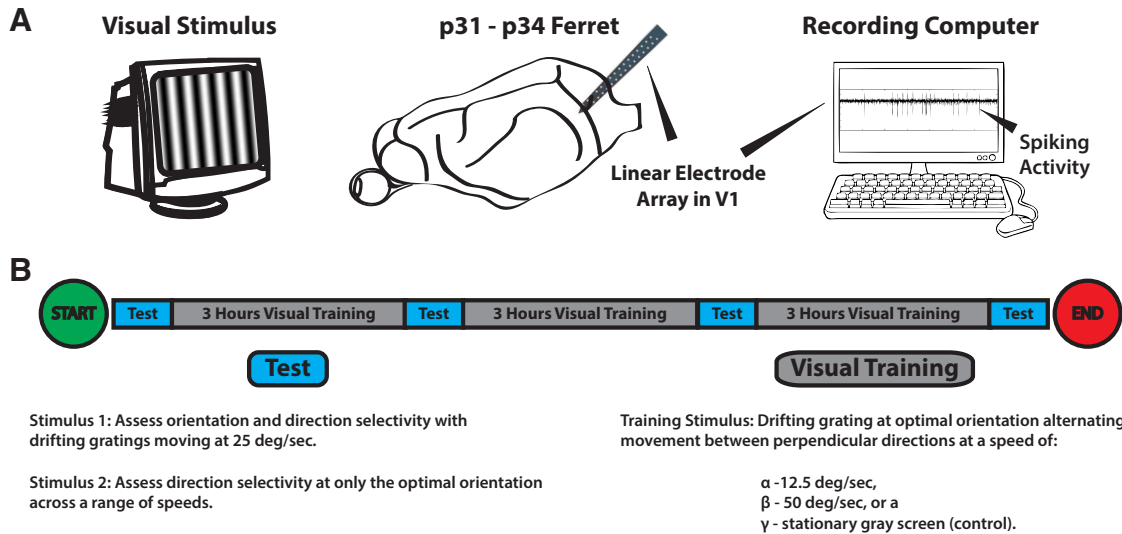 A
Visual Stimulus
p31 - p34 Ferret
Recording Computer
Linear Electrode
Array in V1
Spiking
Activity
B
START
Test
3 Hours Visual Training
Test
3 Hours Visual Training
Test
3 Hours Visual Training
Test
END
Test
Visual Training
Stimulus 1: Assess orientation and direction selectivity with
drifting gratings moving at 25 deg/sec.
Stimulus 2: Assess direction selectivity at only the optimal orientation
across a range of speeds.
Training Stimulus: Drifting grating at optimal orientation alternating
movement between perpendicular directions at a speed of:
α -12.5 deg/sec,
β - 50 deg/sec, or a
γ - stationary gray screen (control).